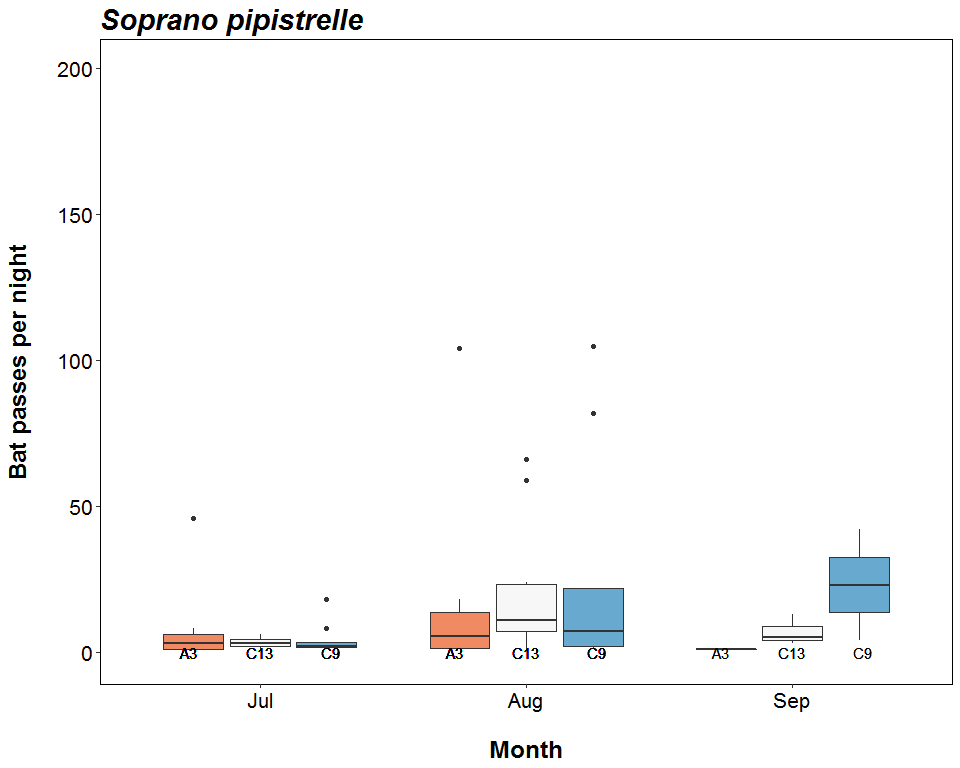 Soprano pipistrelle
Bat passes per night
200
150
100
50
0
A3 C13 C9 A3 C13 C9 A3 C13 C9
Jul Aug Sep
Month